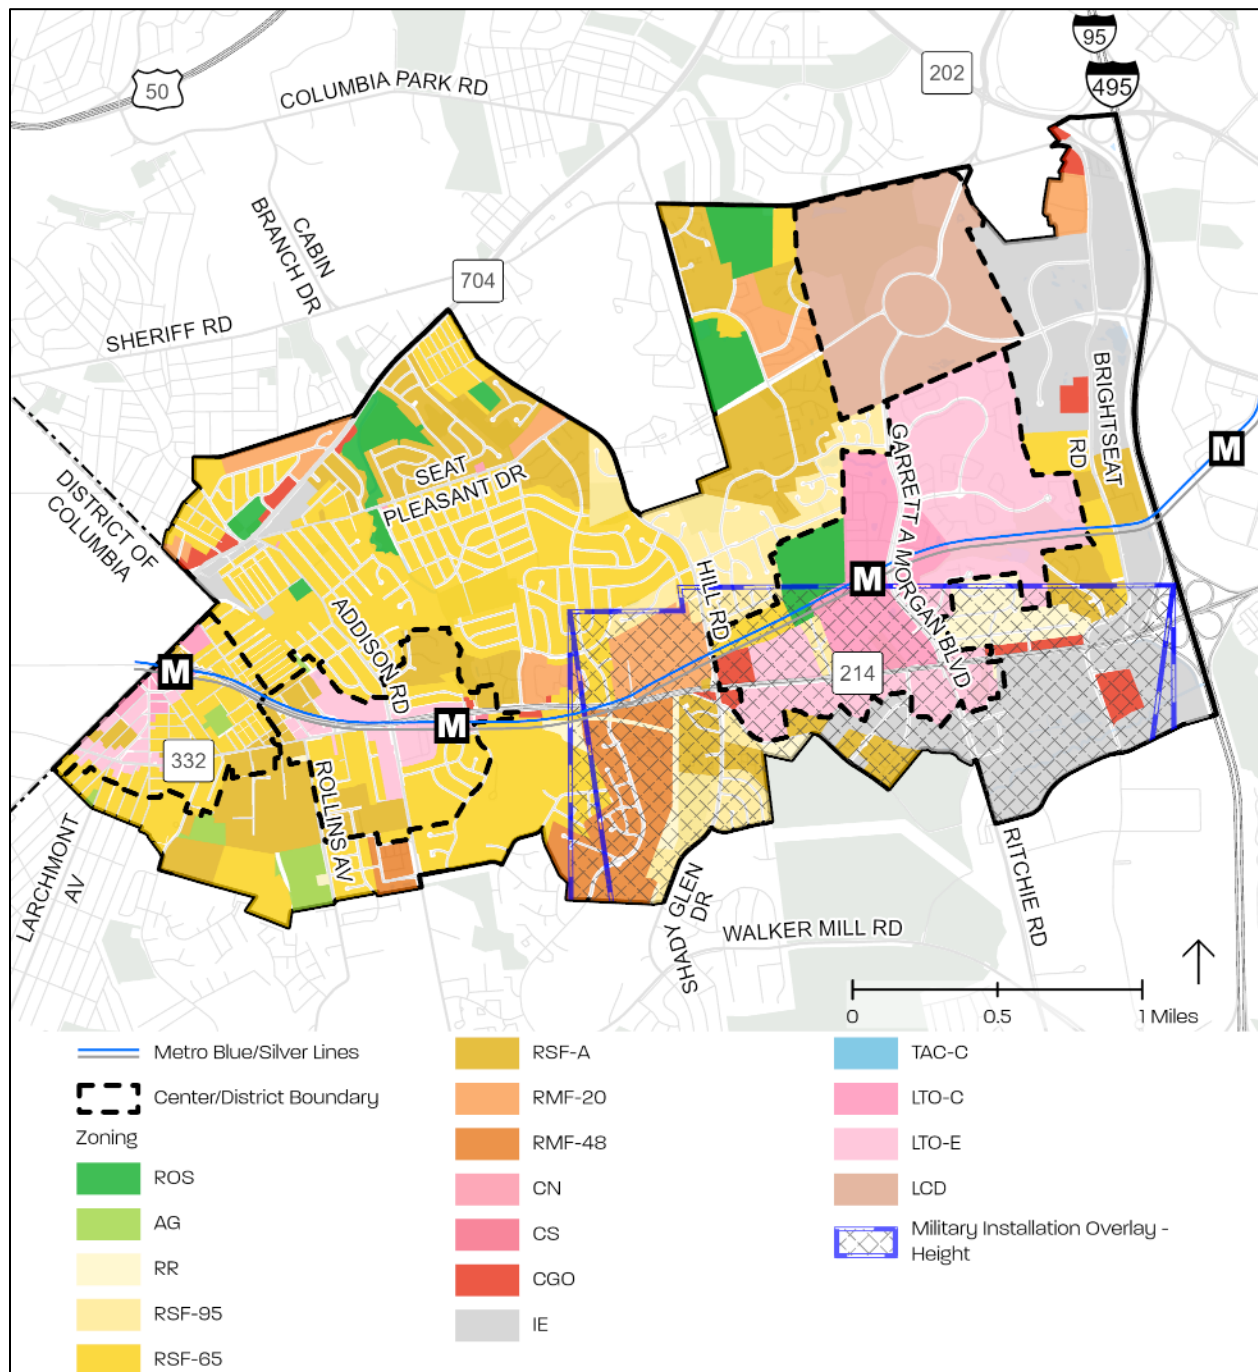 95
495
202
50
COLUMBIA PARK RD
CABIN
BRANCH DR
704
SHERIFF RD
BRIGHTSEAT
RD
M
SEAT
PLEASANT DR
GARRETT A MORGAN BLVD
DISTRICT OF
COLUMBIA
HILL RD
M
ADDISON RD
M
214
M
332
ROLLINS AV
LARCHMONT
AV
SHADY GLEN
DR
RITCHIE RD
WALKER MILL RD
0
0.5
1 Miles
Metro Blue/Silver Lines
Center/District Boundary
Zoning
ROS
AG
RR
RSF-95
RSF-65
RSF-A
RMF-20
RMF-48
CN
CS
CGO
IE
TAC-C
LTO-C
LTO-E
LCD
Military Installation Overlay -
Height